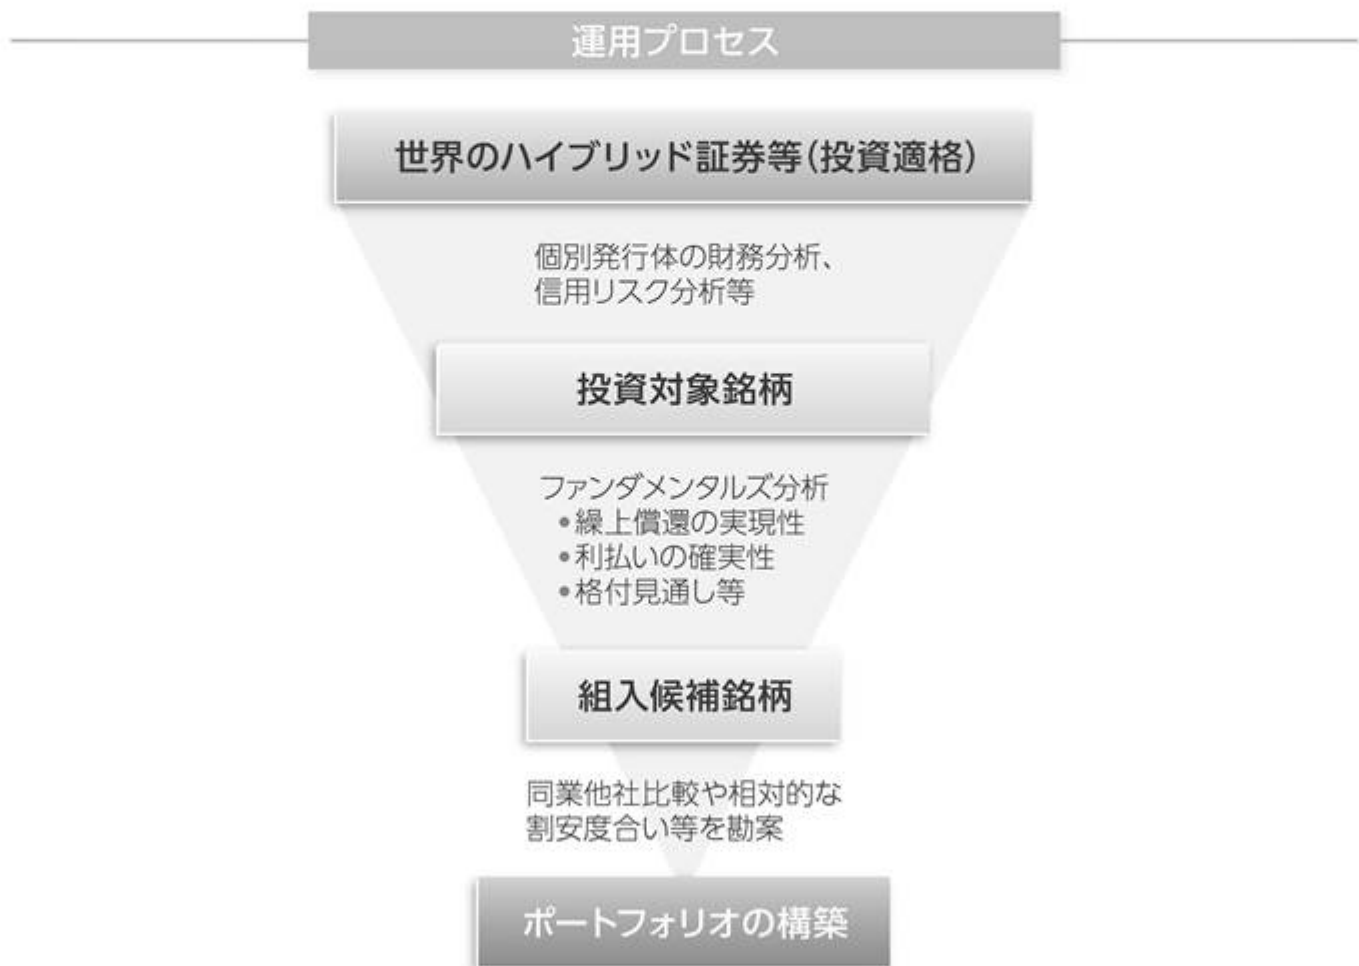 運用プロセス
世界のハイブリッド証券等(投資適格)
個別発行体の財務分析、
信用リスク分析等
投資対象銘柄
ファンダメンタルズ分析
•繰上償還の実現性
•利払いの確実性
•格付見通し等
組入候補銘柄
同業他社比較や相対的な
割安度合い等を勘案
ポートフォリオの構築